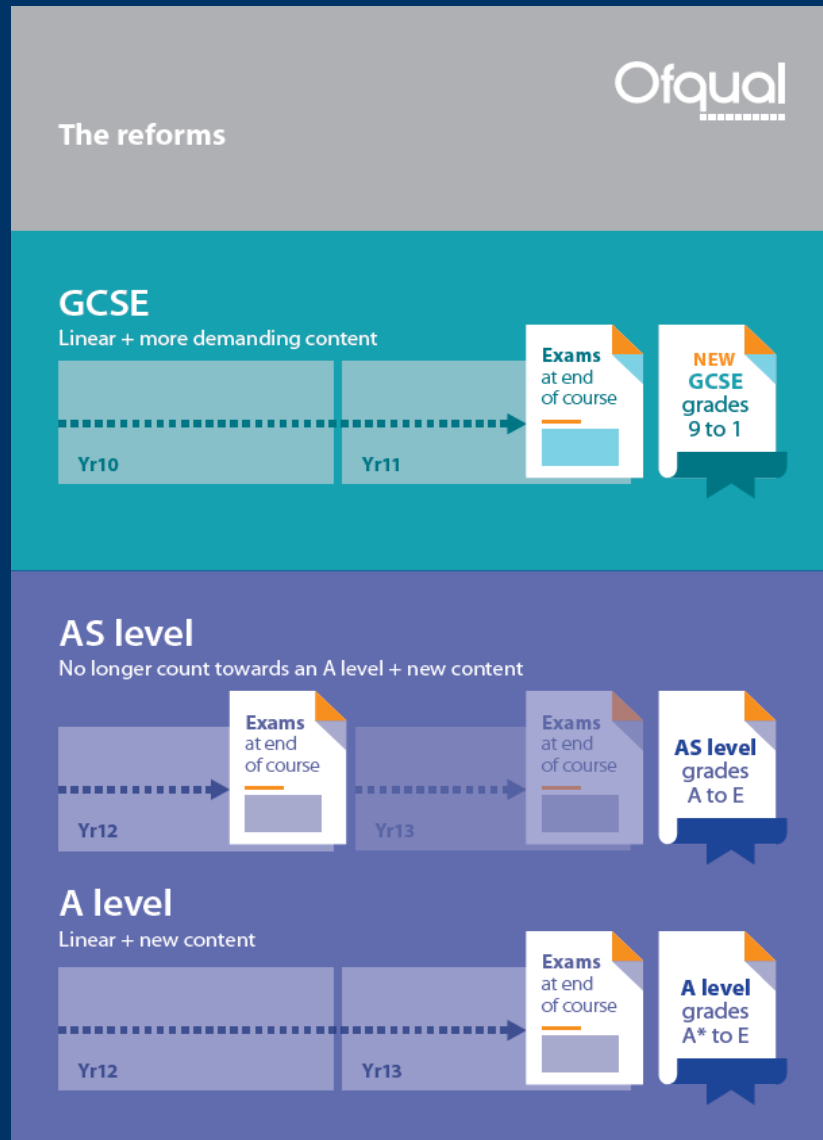 Ofqual
The reforms
GCSE
Linear + more demanding content
Yr10
Yr11
Exams
at end
of course
NEW
GCSE
grades
9 to 1
AS level
No longer count towards an A level + new content
Yr12
Exams
at end
of course
Yr13
Exams
at end
of course
AS level
grades
A to E
A level
Linear + new content
Yr12
Yr13
Exams
at end
of course
A level
grades
A* to E